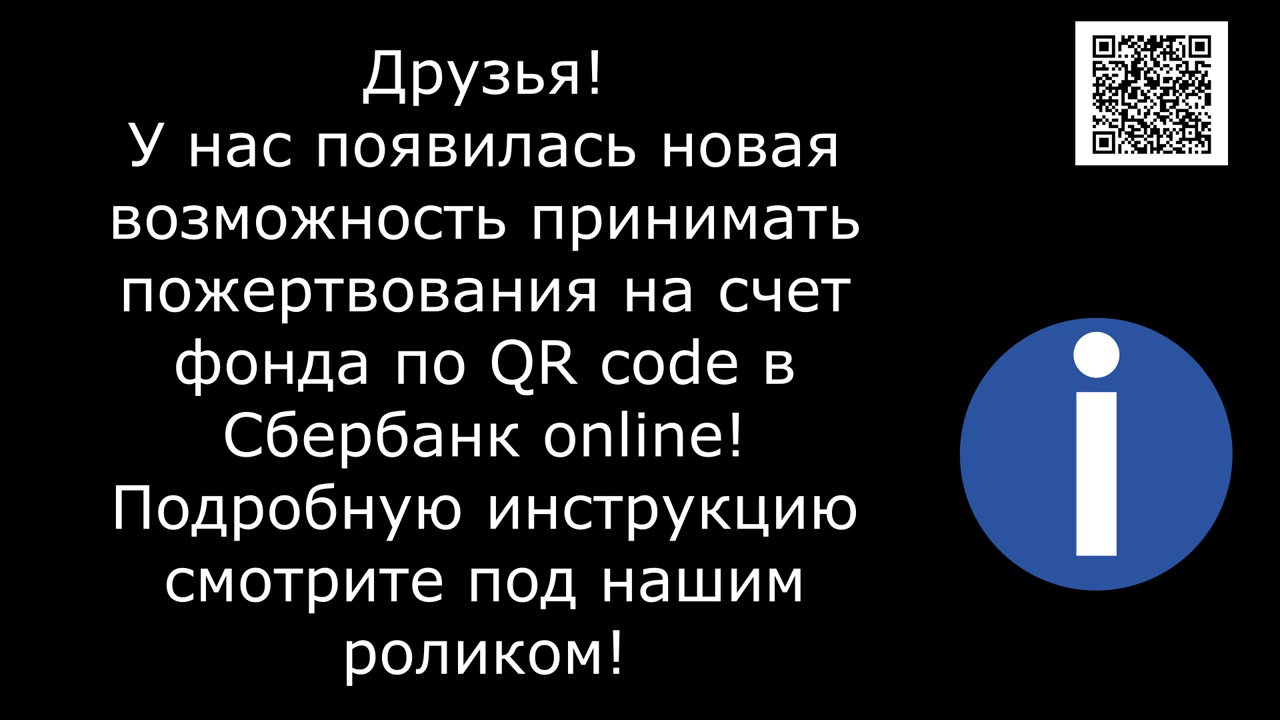 Друзья!
У нас появилась новая
возможность принимать
пожертвования на счет
фонда по QR code в
Сбербанк online!
Подробную инструкцию
смотрите под нашим
роликом!
i